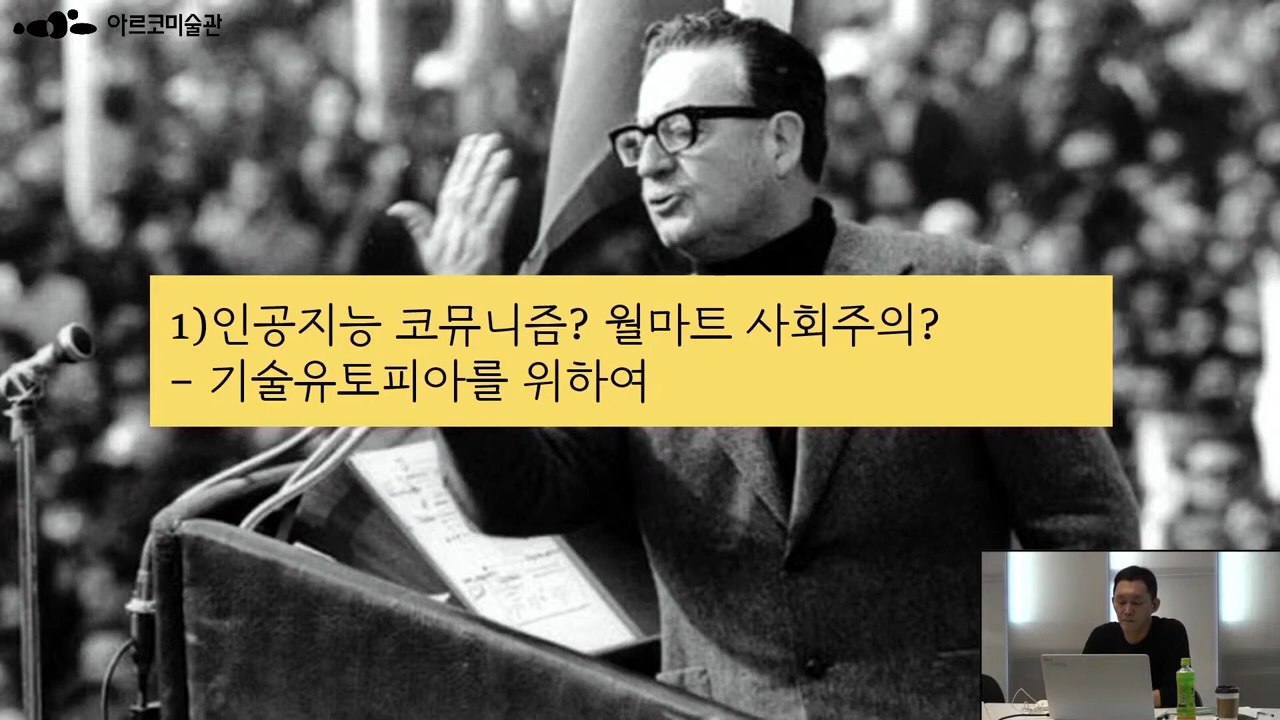 아르코미술관
1)인공지능 코뮤니즘? 월마트 사회주의?
- 기술유토피아를 위하여